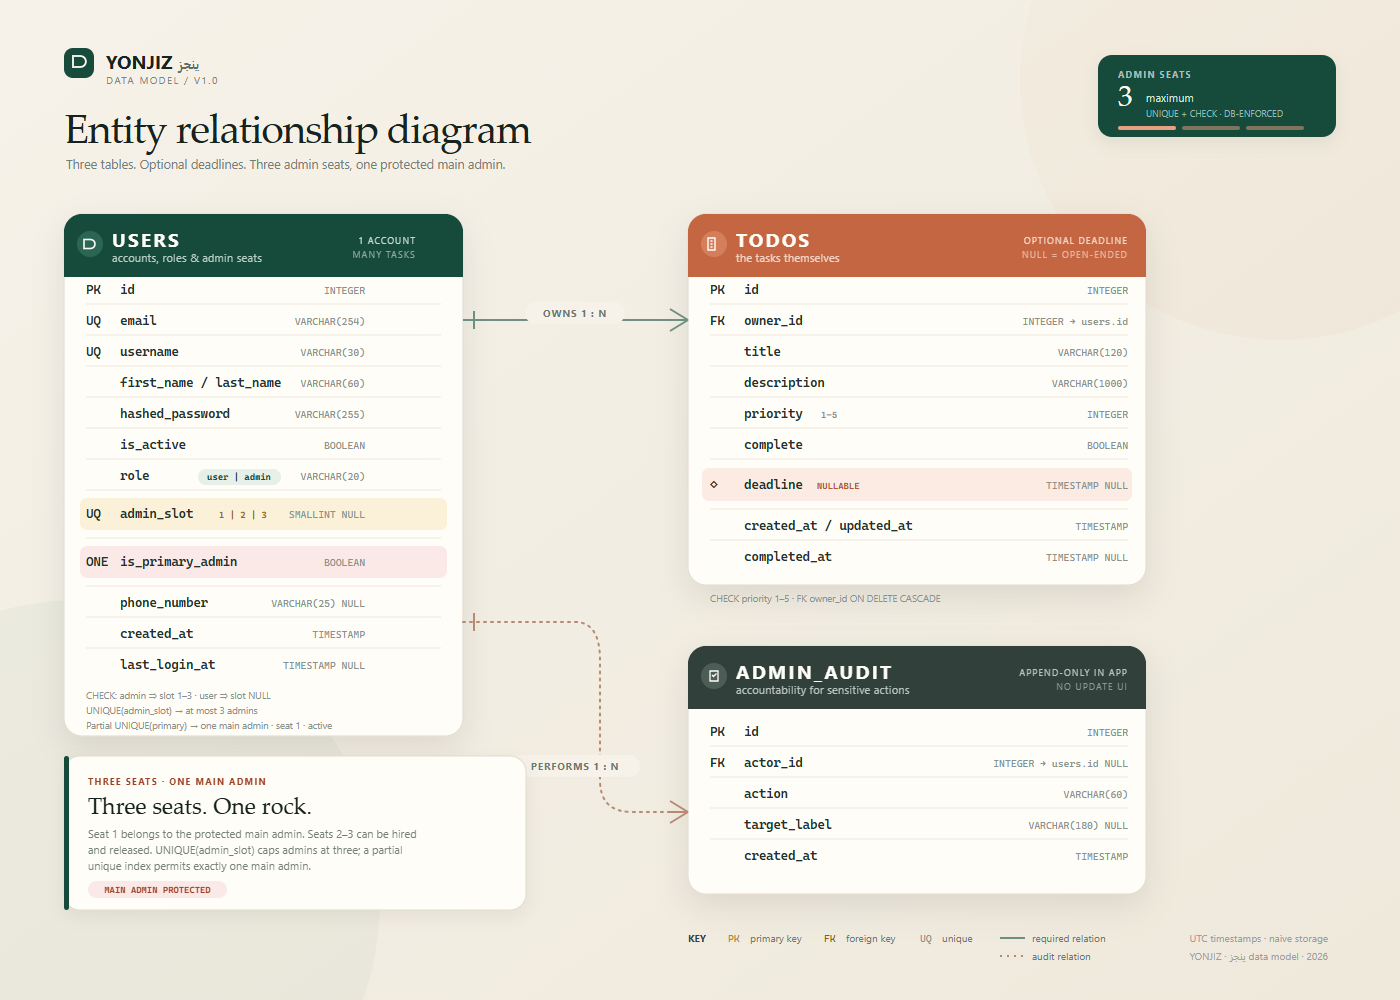 YONJIZ ينجز
DATA MODEL / V1.0
Entity relationship diagram
Three tables. Optional deadlines. Three admin seats, one protected main admin.
ADMIN SEATS
3 maximum
UNIQUE + CHECK · DB-ENFORCED
USERS
accounts, roles & admin seats
1 ACCOUNT
MANY TASKS
PK id INTEGER
UQ email VARCHAR(254)
UQ username VARCHAR(30)
first_name / last_name VARCHAR(60)
hashed_password VARCHAR(255)
is_active BOOLEAN
role user | admin VARCHAR(20)
UQ admin_slot 1 | 2 | 3 SMALLINT NULL
ONE is_primary_admin BOOLEAN
phone_number VARCHAR(25) NULL
created_at TIMESTAMP
last_login_at TIMESTAMP NULL
CHECK: admin ⇒ slot 1–3 · user ⇒ slot NULL
UNIQUE(admin_slot) → at most 3 admins
Partial UNIQUE(primary) → one main admin · seat 1 · active
OWNS 1 : N
TODOS
the tasks themselves
OPTIONAL DEADLINE
NULL = OPEN-ENDED
PK id INTEGER
FK owner_id INTEGER → users.id
title VARCHAR(120)
description VARCHAR(1000)
priority 1–5 INTEGER
complete BOOLEAN
◇ deadline NULLABLE TIMESTAMP NULL
created_at / updated_at TIMESTAMP
completed_at TIMESTAMP NULL
CHECK priority 1–5 · FK owner_id ON DELETE CASCADE
PERFORMS 1 : N
ADMIN_AUDIT
accountability for sensitive actions
APPEND-ONLY IN APP
NO UPDATE UI
PK id INTEGER
FK actor_id INTEGER → users.id NULL
action VARCHAR(60)
target_label VARCHAR(180) NULL
created_at TIMESTAMP
THREE SEATS · ONE MAIN ADMIN
Three seats. One rock.
Seat 1 belongs to the protected main admin. Seats 2–3 can be hired
and released. UNIQUE(admin_slot) caps admins at three; a partial
unique index permits exactly one main admin.
MAIN ADMIN PROTECTED
KEY PK primary key FK foreign key UQ unique required relation
audit relation
UTC timestamps · naive storage
YONJIZ · ينجز data model · 2026